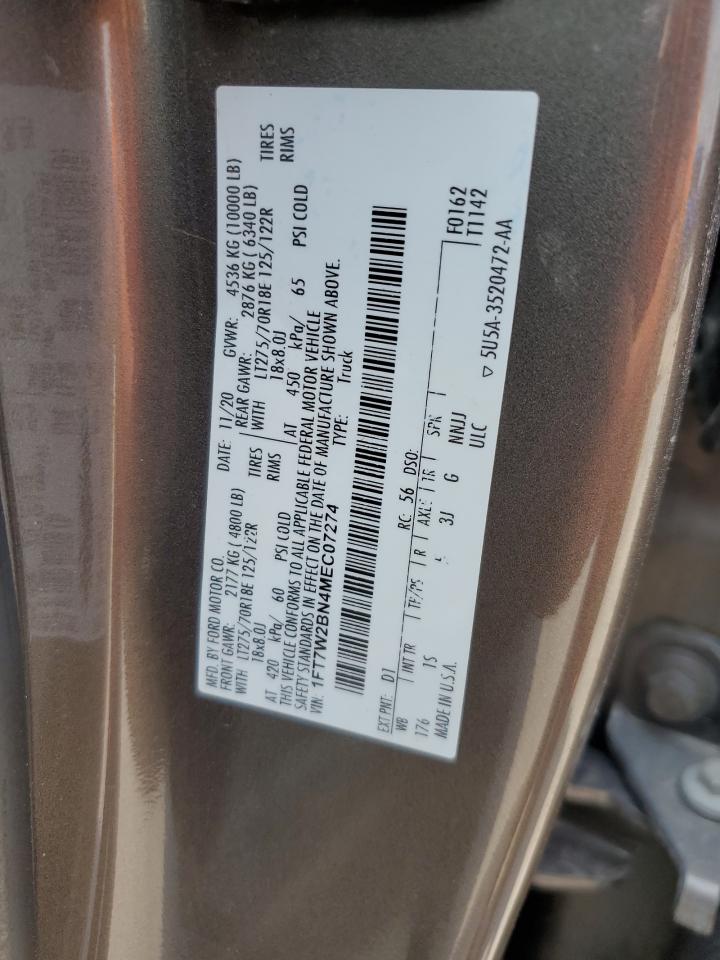 MFD. BY FORD MOTOR CO.
DATE: 11/20
GVWR: 4536 KG (10000 LB)
FRONT GAWR: 2177 KG ( 4800 LB)
REAR GAWR: 2876 KG ( 6340 LB)
WITH LT275/70R18E 125/122R TIRES
WITH LT275/70R18E 125/122R TIRES
18x8.0J RIMS
18x8.0J RIMS
AT 420 kPa/ 60 PSI COLD
AT 450 kPa/ 65 PSI COLD
THIS VEHICLE CONFORMS TO ALL APPLICABLE FEDERAL MOTOR VEHICLE
SAFETY STANDARDS IN EFFECT ON THE DATE OF MANUFACTURE SHOWN ABOVE.
VIN: 1FT7W2BN4MEC07274
TYPE: Truck
EXT PNT: D1 RC: 56 DSO:
WB INT TR TP/PS R AXLE TR SPR
F0162
T1142
176 TS 3J G NNJJ
MADE IN U.S.A. ULC
▽ 5U5A-3520472-AA